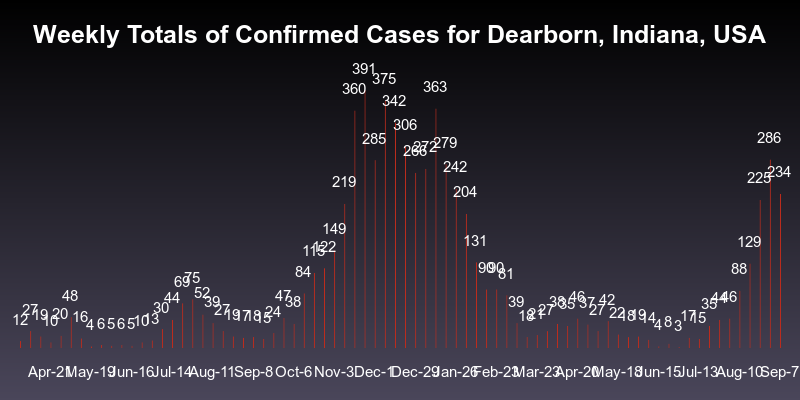 Weekly Totals of Confirmed Cases for Dearborn, Indiana, USA
12 27 19 10 20 48 16 4 6 5 6 5 10 13 30 44 69 75 52 39 27 19 17 18 15 24 47 38 84 115 122 149 219 360 391 285 375 342 306 266 272 363 279 242 204 131 90 90 81 39 18 21 27 38 35 46 37 27 42 22 18 19 14 4 8 3 17 15 35 44 46 88 129 225 286 234
Apr-21 May-19 Jun-16 Jul-14 Aug-11 Sep-8 Oct-6 Nov-3 Dec-1 Dec-29 Jan-26 Feb-23 Mar-23 Apr-20 May-18 Jun-15 Jul-13 Aug-10 Sep-7